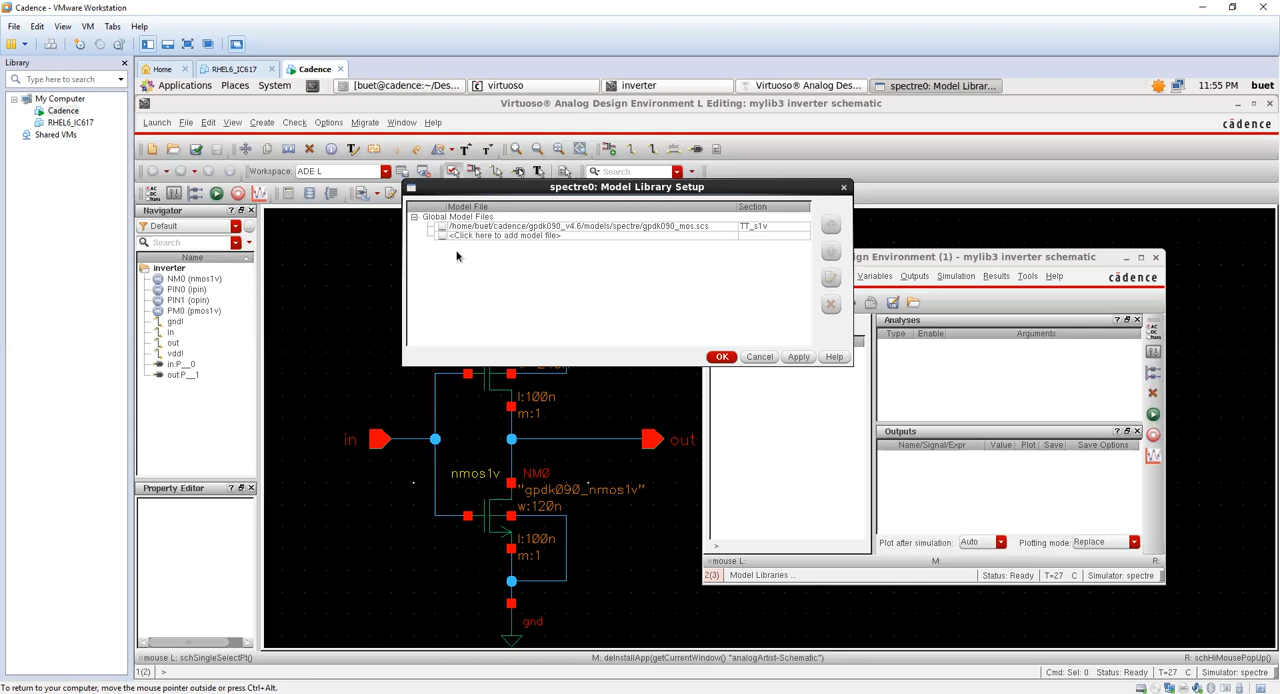 Cadence - VMware Workstation
File Edit View VM Tabs Help
Library
Type here to search
My Computer
Cadence
RHEL6_IC617
Shared VMs
Home RHEL6_IC617 Cadence
Applications Places System [buet@cadence:~/Des... virtuoso inverter Virtuoso® Analog Des... spectre0: Model Librar... 11:55 PM buet
Virtuoso® Analog Design Environment L Editing: mylib3 inverter schematic
Launch File Edit View Create Check Options Migrate Window Help cādence
Workspace: ADE L Search
Navigator
Default
Search
Name
inverter
NM0 (nmos1v)
PIN0 (ipin)
PIN1 (opin)
PM0 (pmos1v)
gnd!
in
out
vdd!
in:P__0
out:P__1
Property Editor
spectre0: Model Library Setup
Model File Section
Global Model Files
/home/buet/cadence/gpdk090_v4.6/models/spectre/gpdk090_mos.scs TT_s1v
<Click here to add model file>
OK Cancel Apply Help
l:100n
m:1
in
out
nmos1v NM0
"gpdk090_nmos1v"
w:120n
l:100n
m:1
gnd
gn Environment (1) - mylib3 inverter schematic
Variables Outputs Simulation Results Tools Help cādence
Analyses
Type Enable Arguments
Outputs
Name/Signal/Expr Value Plot Save Save Options
> Plot after simulation: Auto Plotting mode: Replace
mouse L: M: R:
2(3) Model Libraries ... Status: Ready T=27 C Simulator: spectre
mouse L: schSingleSelectPt() M: deInstallApp(getCurrentWindow() "analogArtist-Schematic") R: schHiMousePopUp()
1(2) > Cmd: Sel: 0 Status: Ready T=27 C Simulator: spectre
To return to your computer, move the mouse pointer outside or press Ctrl+Alt.